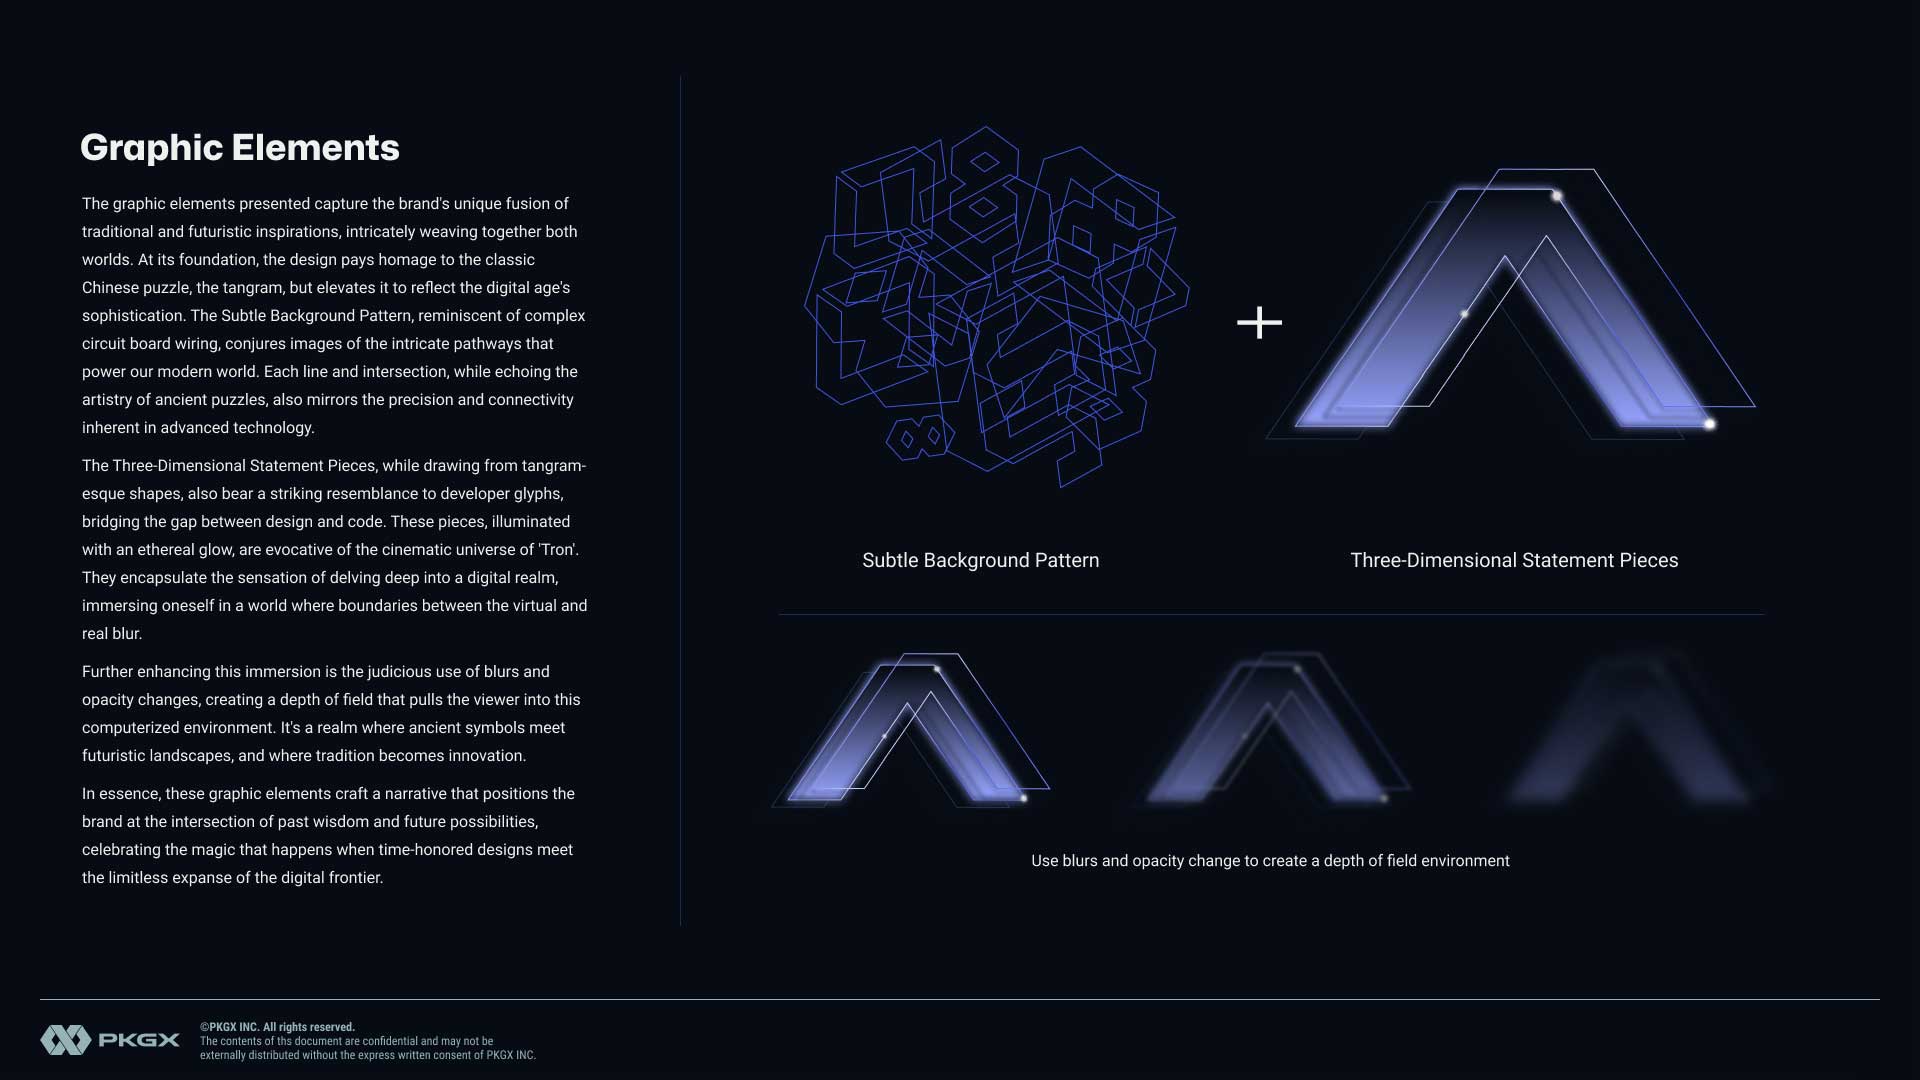 Graphic Elements
The graphic elements presented capture the brand's unique fusion of
traditional and futuristic inspirations, intricately weaving together both
worlds. At its foundation, the design pays homage to the classic
Chinese puzzle, the tangram, but elevates it to reflect the digital age's
sophistication. The Subtle Background Pattern, reminiscent of complex
circuit board wiring, conjures images of the intricate pathways that
power our modern world. Each line and intersection, while echoing the
artistry of ancient puzzles, also mirrors the precision and connectivity
inherent in advanced technology.
The Three-Dimensional Statement Pieces, while drawing from tangram-
esque shapes, also bear a striking resemblance to developer glyphs,
bridging the gap between design and code. These pieces, illuminated
with an ethereal glow, are evocative of the cinematic universe of 'Tron'.
They encapsulate the sensation of delving deep into a digital realm,
immersing oneself in a world where boundaries between the virtual and
real blur.
Further enhancing this immersion is the judicious use of blurs and
opacity changes, creating a depth of field that pulls the viewer into this
computerized environment. It's a realm where ancient symbols meet
futuristic landscapes, and where tradition becomes innovation.
In essence, these graphic elements craft a narrative that positions the
brand at the intersection of past wisdom and future possibilities,
celebrating the magic that happens when time-honored designs meet
the limitless expanse of the digital frontier.
+
Subtle Background Pattern
Three-Dimensional Statement Pieces
Use blurs and opacity change to create a depth of field environment
PKGX
©PKGX INC. All rights reserved.
The contents of ths document are confidential and may not be
externally distributed without the express written consent of PKGX INC.